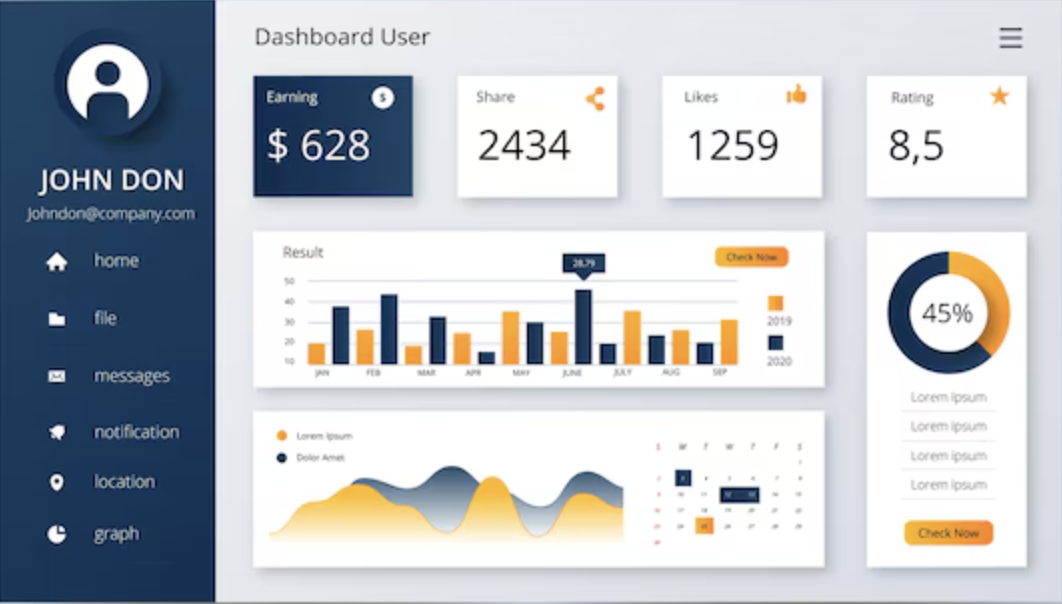 JOHN DON
Johndon@company.com
home
file
messages
notification
location
graph
Dashboard User
Earning
$
$ 628
Share
2434
Likes
1259
Rating
8,5
Result
28,79
Check Now
50
40
30
20
10
JAN FEB MAR APR MAY JUNE JULY AUG SEP
2019
2020
45%
Lorem ipsum
Lorem ipsum
Lorem ipsum
Lorem ipsum
Check Now
Lorem Ipsum
Dolor Amet
S M T W T F S